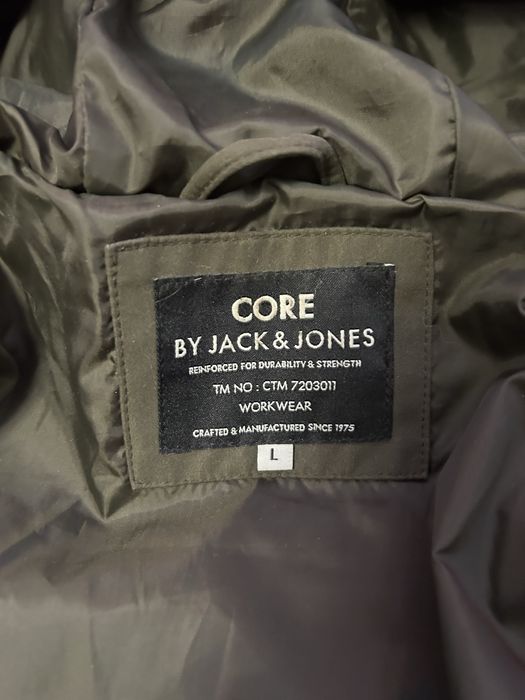 CORE
BY JACK & JONES
REINFORCED FOR DURABILITY & STRENGTH
TM NO : CTM 7203011
WORKWEAR
CRAFTED & MANUFACTURED SINCE 1975
L